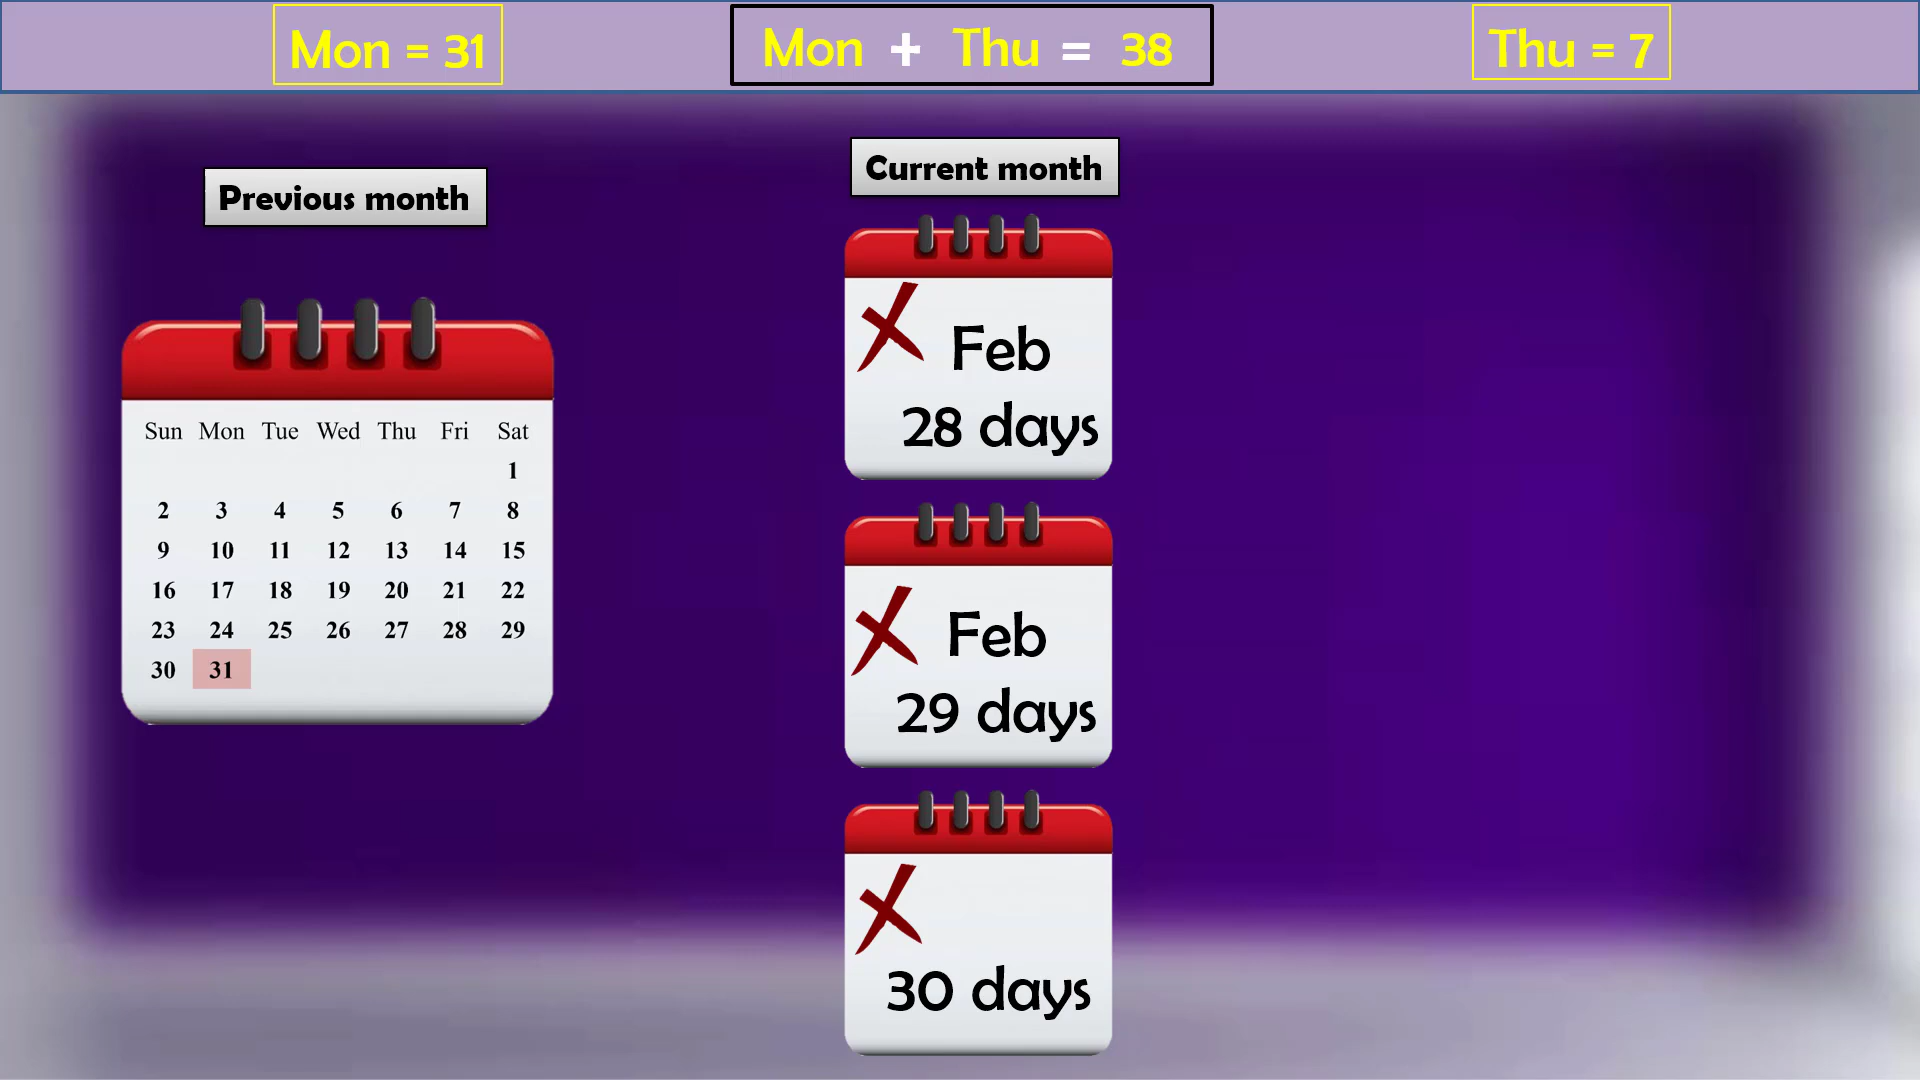 Mon = 31
Mon + Thu = 38
Thu = 7
Previous month
Sun Mon Tue Wed Thu Fri Sat
1
2 3 4 5 6 7 8
9 10 11 12 13 14 15
16 17 18 19 20 21 22
23 24 25 26 27 28 29
30 31
Current month
Feb
28 days
Feb
29 days
30 days